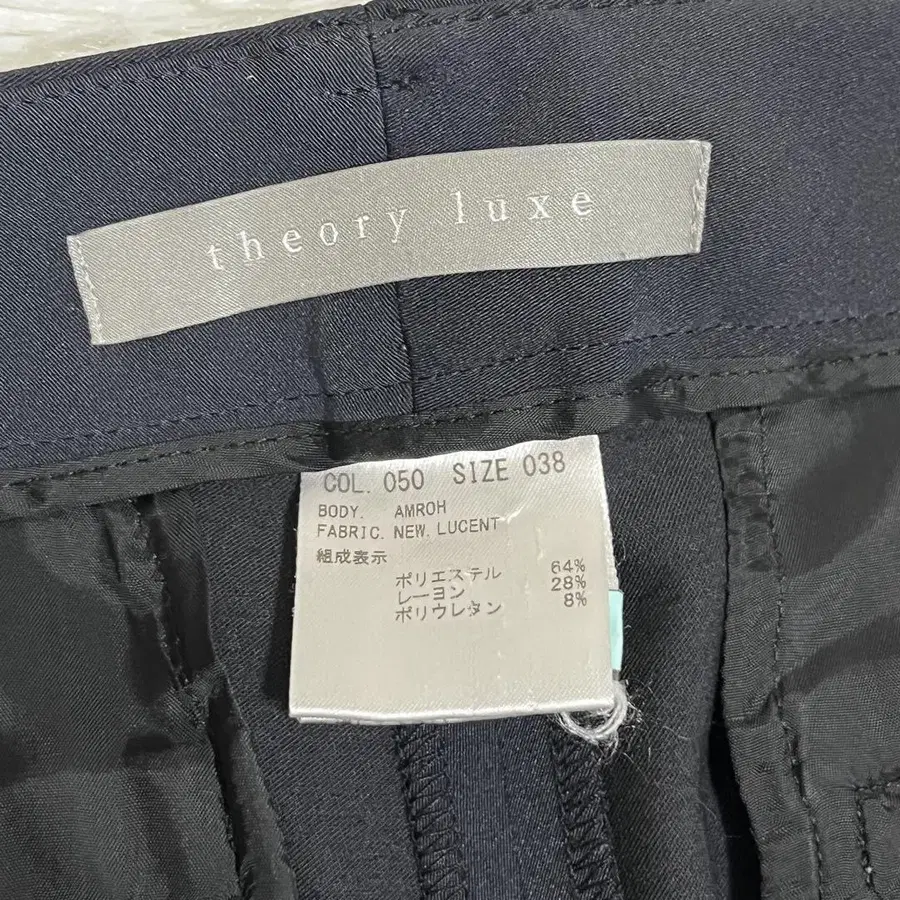 theory luxe
COL. 050 SIZE 038
BODY. AMROH
FABRIC. NEW. LUCENT
組成表示
ポリエステル 64%
レーヨン 28%
ポリウレタン 8%